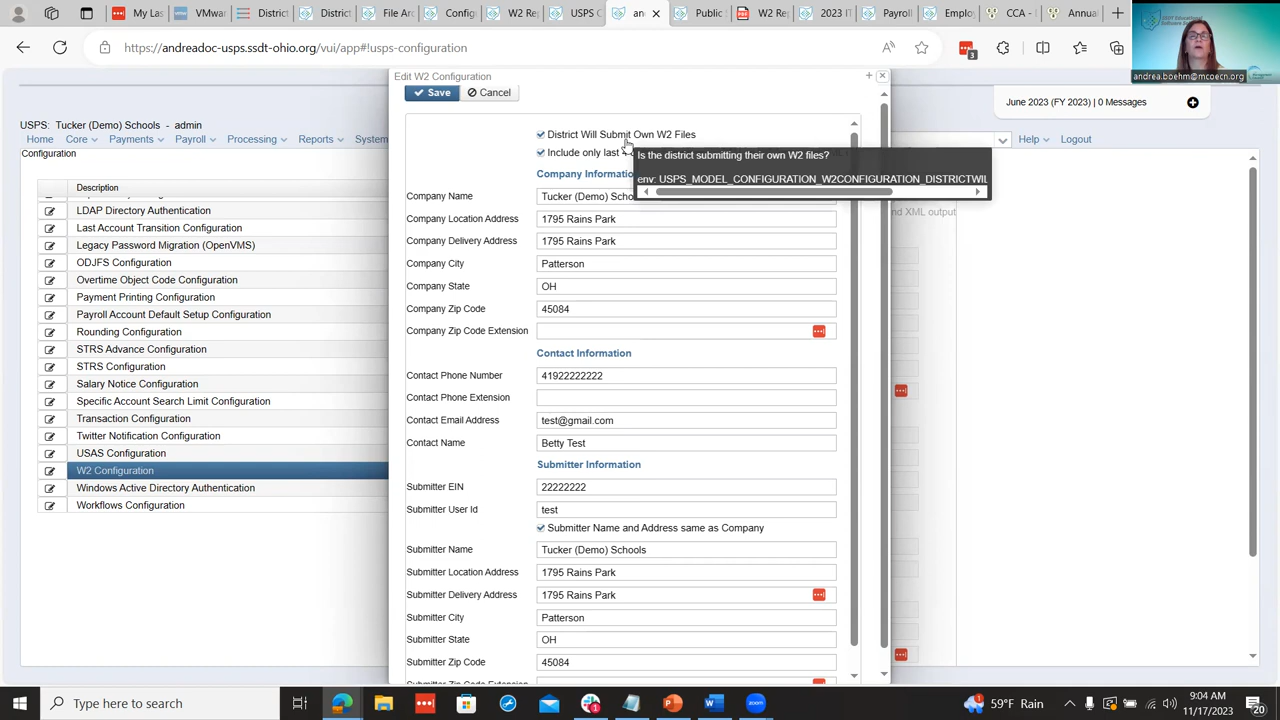 My Las
VMwar
District
District
File Arc
Config
W2 Re
USPS C
and
Public
W2 Rep
2023 IT
Payroll
Emplo
CCA -
Annua
https://andreadoc-usps.ssdt-ohio.org/vui/app#!usps-configuration
3
andrea.boehm@mcoecn.org
June 2023 (FY 2023) | 0 Messages
USPS: Tucker (Demo) Schools - admin
Home Core Payments Processing Reports System Help Logout
Configuration
Description
LDAP Directory Authentication
Last Account Transition Configuration
Legacy Password Migration (OpenVMS)
ODJFS Configuration
Overtime Object Code Configuration
Payment Printing Configuration
Payroll Account Default Setup Configuration
Rounding Configuration
STRS Advance Configuration
STRS Configuration
Salary Notice Configuration
Specific Account Search Limit Configuration
Transaction Configuration
Twitter Notification Configuration
USAS Configuration
W2 Configuration
Windows Active Directory Authentication
Workflows Configuration
Edit W2 Configuration
Save Cancel
District Will Submit Own W2 Files
Include only last 4
Is the district submitting their own W2 files?
env: USPS_MODEL_CONFIGURATION_W2CONFIGURATION_DISTRICTWIL
nd XML output
Company Informatio
Company Name Tucker (Demo) Scho
Company Location Address 1795 Rains Park
Company Delivery Address 1795 Rains Park
Company City Patterson
Company State OH
Company Zip Code 45084
Company Zip Code Extension
Contact Information
Contact Phone Number 41922222222
Contact Phone Extension
Contact Email Address test@gmail.com
Contact Name Betty Test
Submitter Information
Submitter EIN 22222222
Submitter User Id test
Submitter Name and Address same as Company
Submitter Name Tucker (Demo) Schools
Submitter Location Address 1795 Rains Park
Submitter Delivery Address 1795 Rains Park
Submitter City Patterson
Submitter State OH
Submitter Zip Code 45084
Submitter Zip Code Extension
Type here to search
59°F Rain
9:04 AM
11/17/2023
20